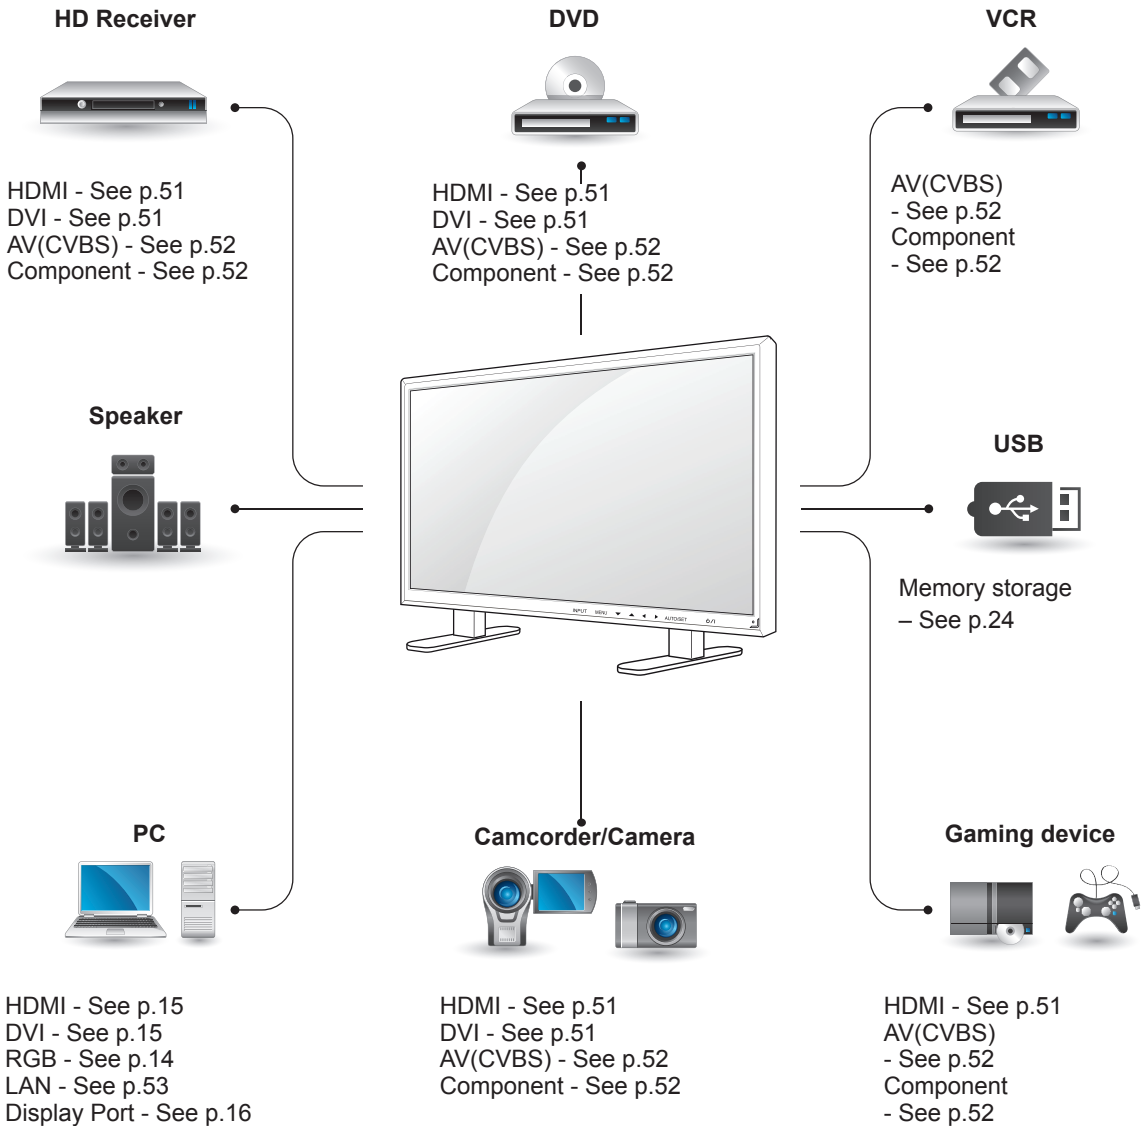 HD Receiver
HDMI - See p.51
DVI - See p.51
AV(CVBS) - See p.52
Component - See p.52
DVD
HDMI - See p.51
DVI - See p.51
AV(CVBS) - See p.52
Component - See p.52
VCR
AV(CVBS)
- See p.52
Component
- See p.52
Speaker
USB
Memory storage
– See p.24
INPUT MENU AUTO/SET
PC
HDMI - See p.15
DVI - See p.15
RGB - See p.14
LAN - See p.53
Display Port - See p.16
Camcorder/Camera
HDMI - See p.51
DVI - See p.51
AV(CVBS) - See p.52
Component - See p.52
Gaming device
HDMI - See p.51
AV(CVBS)
- See p.52
Component
- See p.52